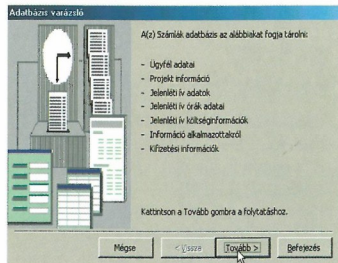 Adatbázis varázsló
A(z) Számlák adatbázis az alábbiakat fogja tárolni:
- Ügyfél adatai
- Projekt információ
- Jelenléti ív adatok
- Jelenléti ív órák adatai
- Jelenléti ív költséginformációk
- Információ alkalmazottakról
- Kifizetési információk
Kattintson a Tovább gombra a folytatáshoz.
Mégse
< Vissza
Tovább >
Befejezés